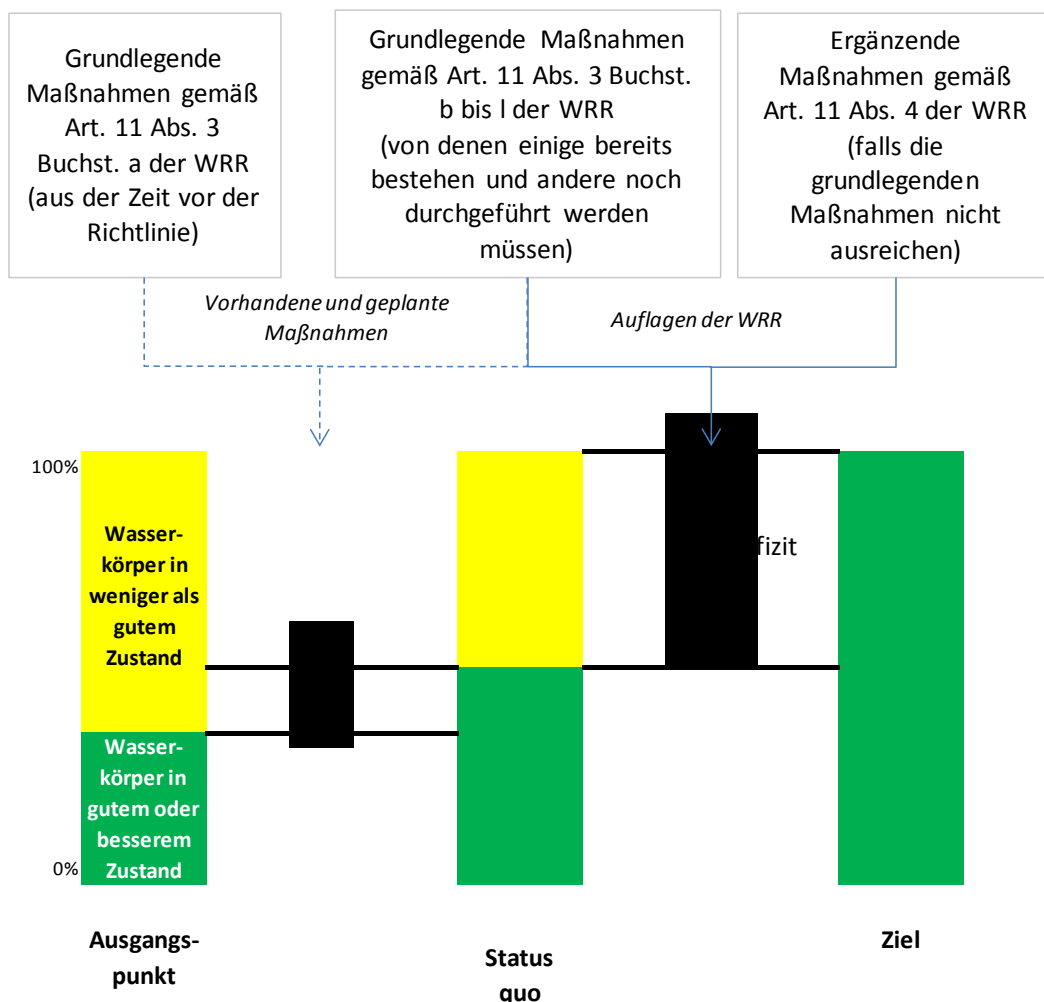 Grundlegende
Maßnahmen gemäß
Art. 11 Abs. 3
Buchst. a der WRR
(aus der Zeit vor der
Richtlinie)
Grundlegende Maßnahmen
gemäß Art. 11 Abs. 3 Buchst.
b bis l der WRR
(von denen einige bereits
bestehen und andere noch
durchgeführt werden
müssen)
Ergänzende
Maßnahmen gemäß
Art. 11 Abs. 4 der WRR
(falls die
grundlegenden
Maßnahmen nicht
ausreichen)
Vorhandene und geplante
Maßnahmen
Auflagen der WRR
100%
Wasser-
körper in
weniger als
gutem
Zustand
fizit
Wasser-
körper in
gutem oder
besserem
Zustand
0%
Ausgangs-
punkt
Status
quo
Ziel